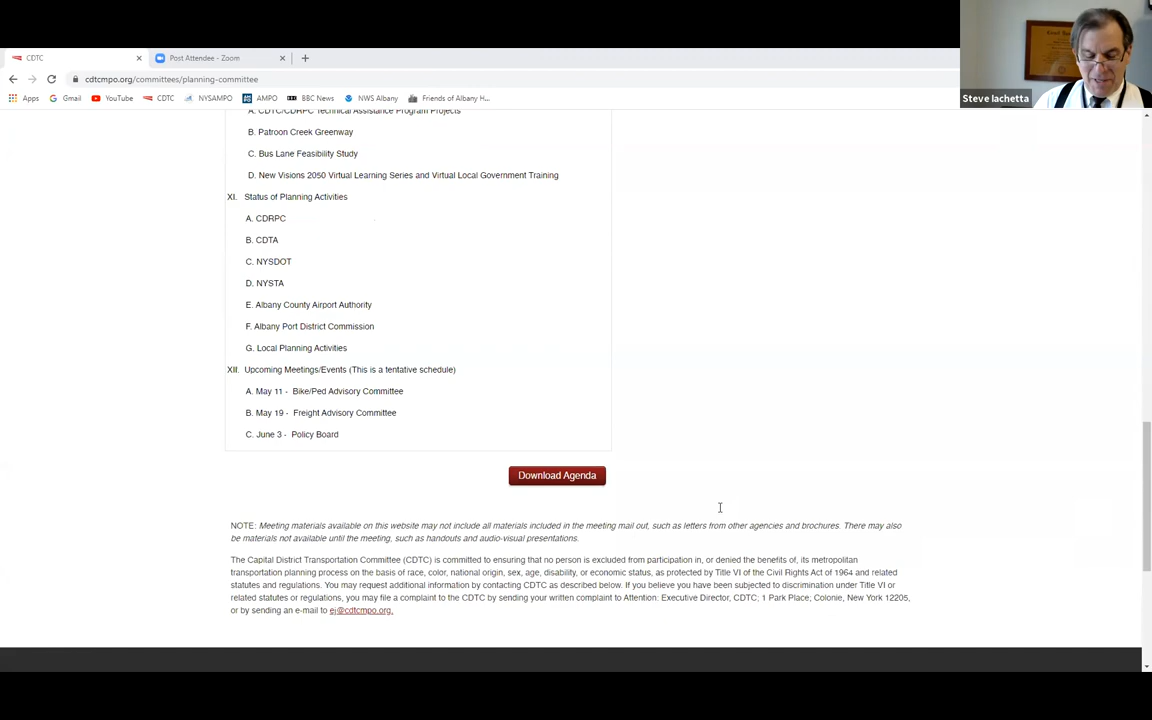 CDTC
Post Attendee - Zoom
cdtcmpo.org/committees/planning-committee
Apps Gmail YouTube CDTC NYSAMPO AMPO BBC News NWS Albany Friends of Albany H...
Steve Iachetta
A. CDTC/CDRPC Technical Assistance Program Projects
B. Patroon Creek Greenway
C. Bus Lane Feasibility Study
D. New Visions 2050 Virtual Learning Series and Virtual Local Government Training
XI. Status of Planning Activities
A. CDRPC
B. CDTA
C. NYSDOT
D. NYSTA
E. Albany County Airport Authority
F. Albany Port District Commission
G. Local Planning Activities
XII. Upcoming Meetings/Events (This is a tentative schedule)
A. May 11 - Bike/Ped Advisory Committee
B. May 19 - Freight Advisory Committee
C. June 3 - Policy Board
Download Agenda
NOTE: Meeting materials available on this website may not include all materials included in the meeting mail out, such as letters from other agencies and brochures. There may also
be materials not available until the meeting, such as handouts and audio-visual presentations.
The Capital District Transportation Committee (CDTC) is committed to ensuring that no person is excluded from participation in, or denied the benefits of, its metropolitan
transportation planning process on the basis of race, color, national origin, sex, age, disability, or economic status, as protected by Title VI of the Civil Rights Act of 1964 and related
statutes and regulations. You may request additional information by contacting CDTC as described below. If you believe you have been subjected to discrimination under Title VI or
related statutes or regulations, you may file a complaint to the CDTC by sending your written complaint to Attention: Executive Director, CDTC; 1 Park Place; Colonie, New York 12205,
or by sending an e-mail to ej@cdtcmpo.org.